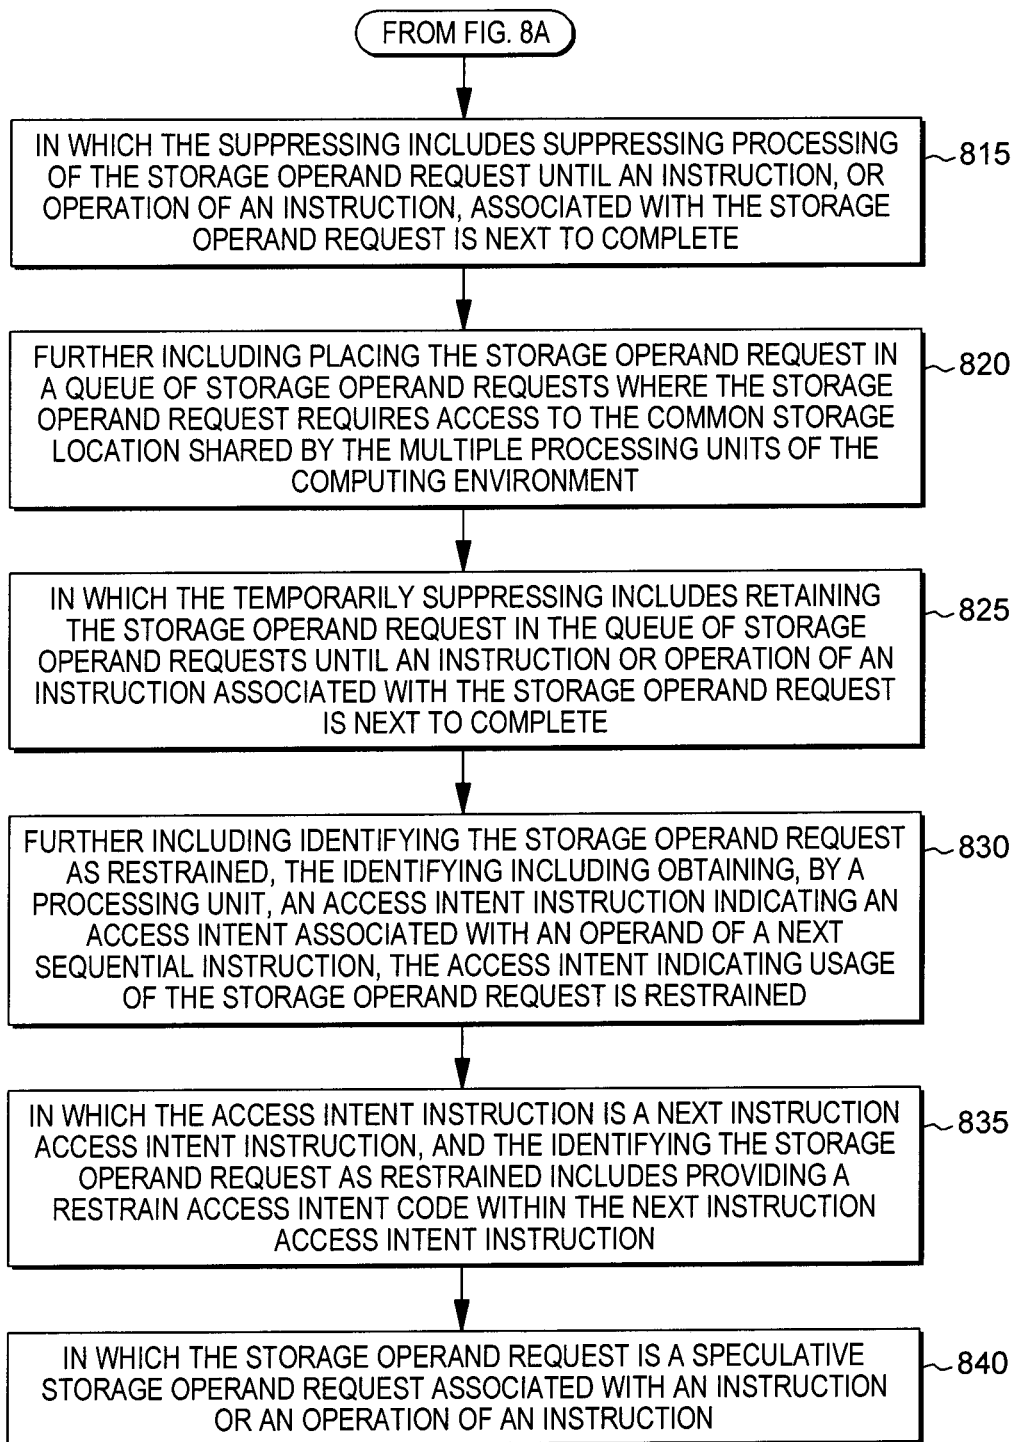 FROM FIG. 8A
IN WHICH THE SUPPRESSING INCLUDES SUPPRESSING PROCESSING
OF THE STORAGE OPERAND REQUEST UNTIL AN INSTRUCTION, OR
OPERATION OF AN INSTRUCTION, ASSOCIATED WITH THE STORAGE
OPERAND REQUEST IS NEXT TO COMPLETE
815
FURTHER INCLUDING PLACING THE STORAGE OPERAND REQUEST IN
A QUEUE OF STORAGE OPERAND REQUESTS WHERE THE STORAGE
OPERAND REQUEST REQUIRES ACCESS TO THE COMMON STORAGE
LOCATION SHARED BY THE MULTIPLE PROCESSING UNITS OF THE
COMPUTING ENVIRONMENT
820
IN WHICH THE TEMPORARILY SUPPRESSING INCLUDES RETAINING
THE STORAGE OPERAND REQUEST IN THE QUEUE OF STORAGE
OPERAND REQUESTS UNTIL AN INSTRUCTION OR OPERATION OF AN
INSTRUCTION ASSOCIATED WITH THE STORAGE OPERAND REQUEST
IS NEXT TO COMPLETE
825
FURTHER INCLUDING IDENTIFYING THE STORAGE OPERAND REQUEST
AS RESTRAINED, THE IDENTIFYING INCLUDING OBTAINING, BY A
PROCESSING UNIT, AN ACCESS INTENT INSTRUCTION INDICATING AN
ACCESS INTENT ASSOCIATED WITH AN OPERAND OF A NEXT
SEQUENTIAL INSTRUCTION, THE ACCESS INTENT INDICATING USAGE
OF THE STORAGE OPERAND REQUEST IS RESTRAINED
830
IN WHICH THE ACCESS INTENT INSTRUCTION IS A NEXT INSTRUCTION
ACCESS INTENT INSTRUCTION, AND THE IDENTIFYING THE STORAGE
OPERAND REQUEST AS RESTRAINED INCLUDES PROVIDING A
RESTRAIN ACCESS INTENT CODE WITHIN THE NEXT INSTRUCTION
ACCESS INTENT INSTRUCTION
835
IN WHICH THE STORAGE OPERAND REQUEST IS A SPECULATIVE
STORAGE OPERAND REQUEST ASSOCIATED WITH AN INSTRUCTION
OR AN OPERATION OF AN INSTRUCTION
840